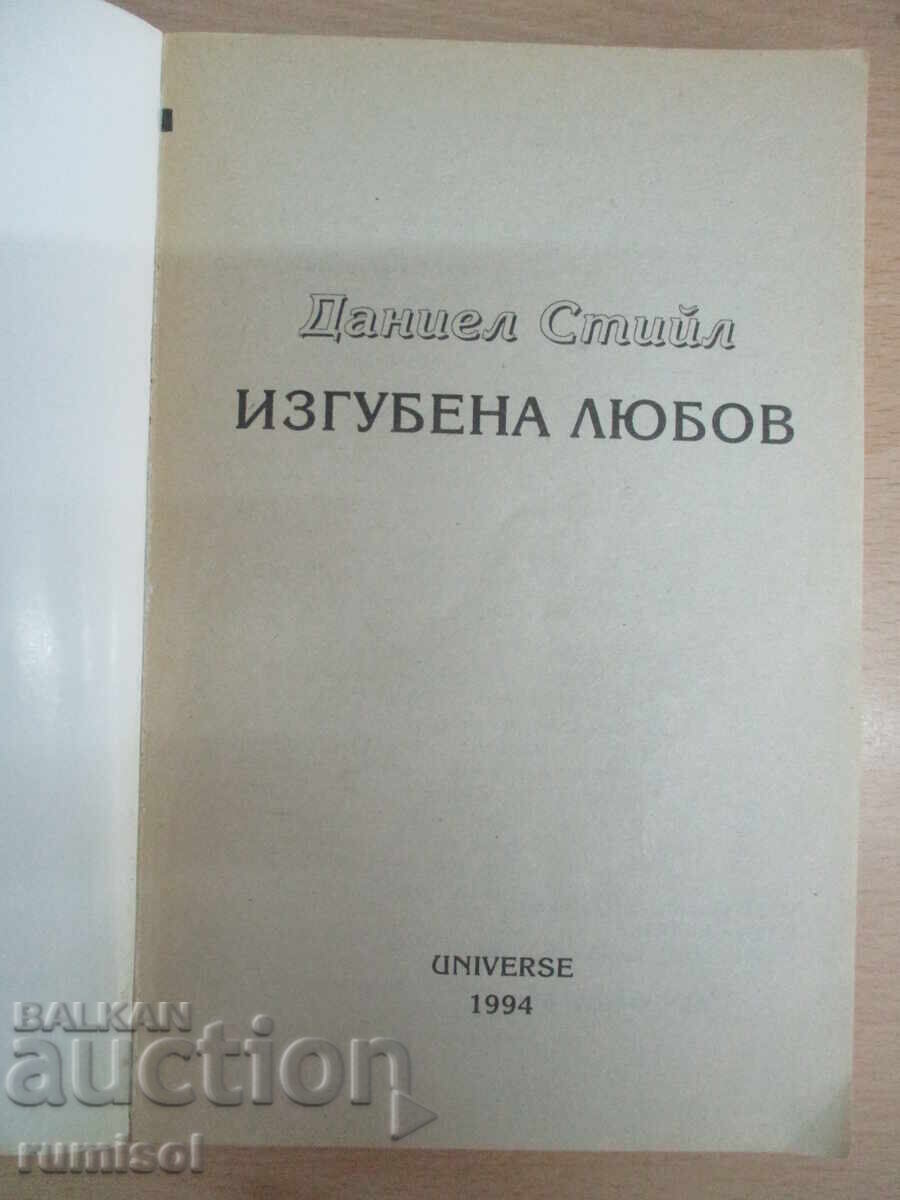 Даниел Стийл
ИЗГУБЕНА ЛЮБОВ
UNIVERSE
1994
BALKAN
auction
rumisol